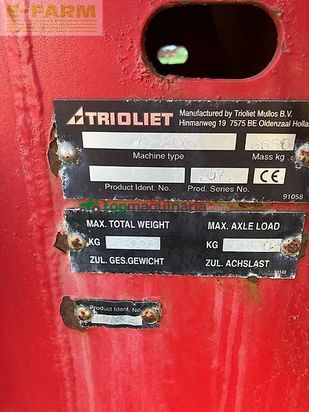 E-FARM
TRIOLIET
Manufactured by Trioliet Mullos B.V.
Hinmanweg 19 7575 BE Oldenzaal Holla
Machine type
Mass kg
07
CE
Product Ident. No.
Prod. Series No.
91058
topmaquinaria
MAX. TOTAL WEIGHT
MAX. AXLE LOAD
KG
KG
ZUL. GES.GEWICHT
ZUL. ACHSLAST
Product Ident. No.